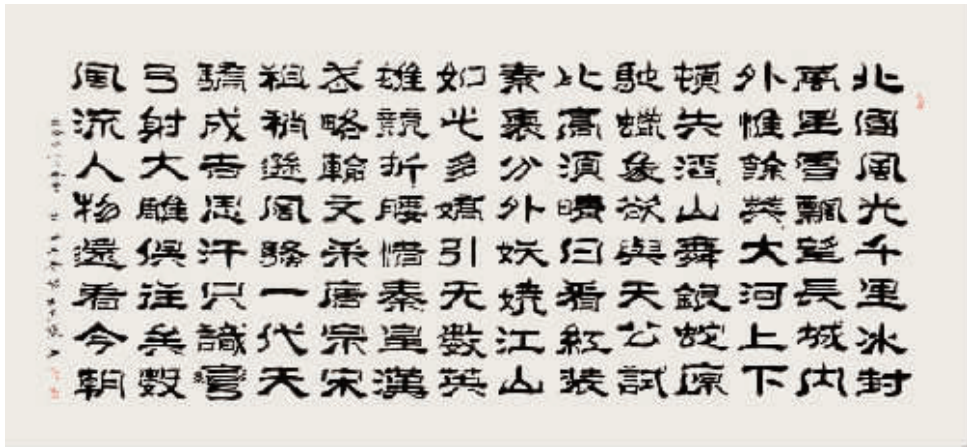 北國風光千里冰封
萬里雪飄望長城内
外惟餘莽大河上下
頓失滔山舞銀蛇原
馳蠟象欲與天公試
比高須晴日看紅裝
素裹分外妖嬈江山
如此多嬌引无數英
雄競折腰惜秦皇漢
武略輸文采唐宗宋
祖稍遜風騷一代天
驕成吉思汗只識彎
弓射大雕俱往矣數
風流人物還看今朝